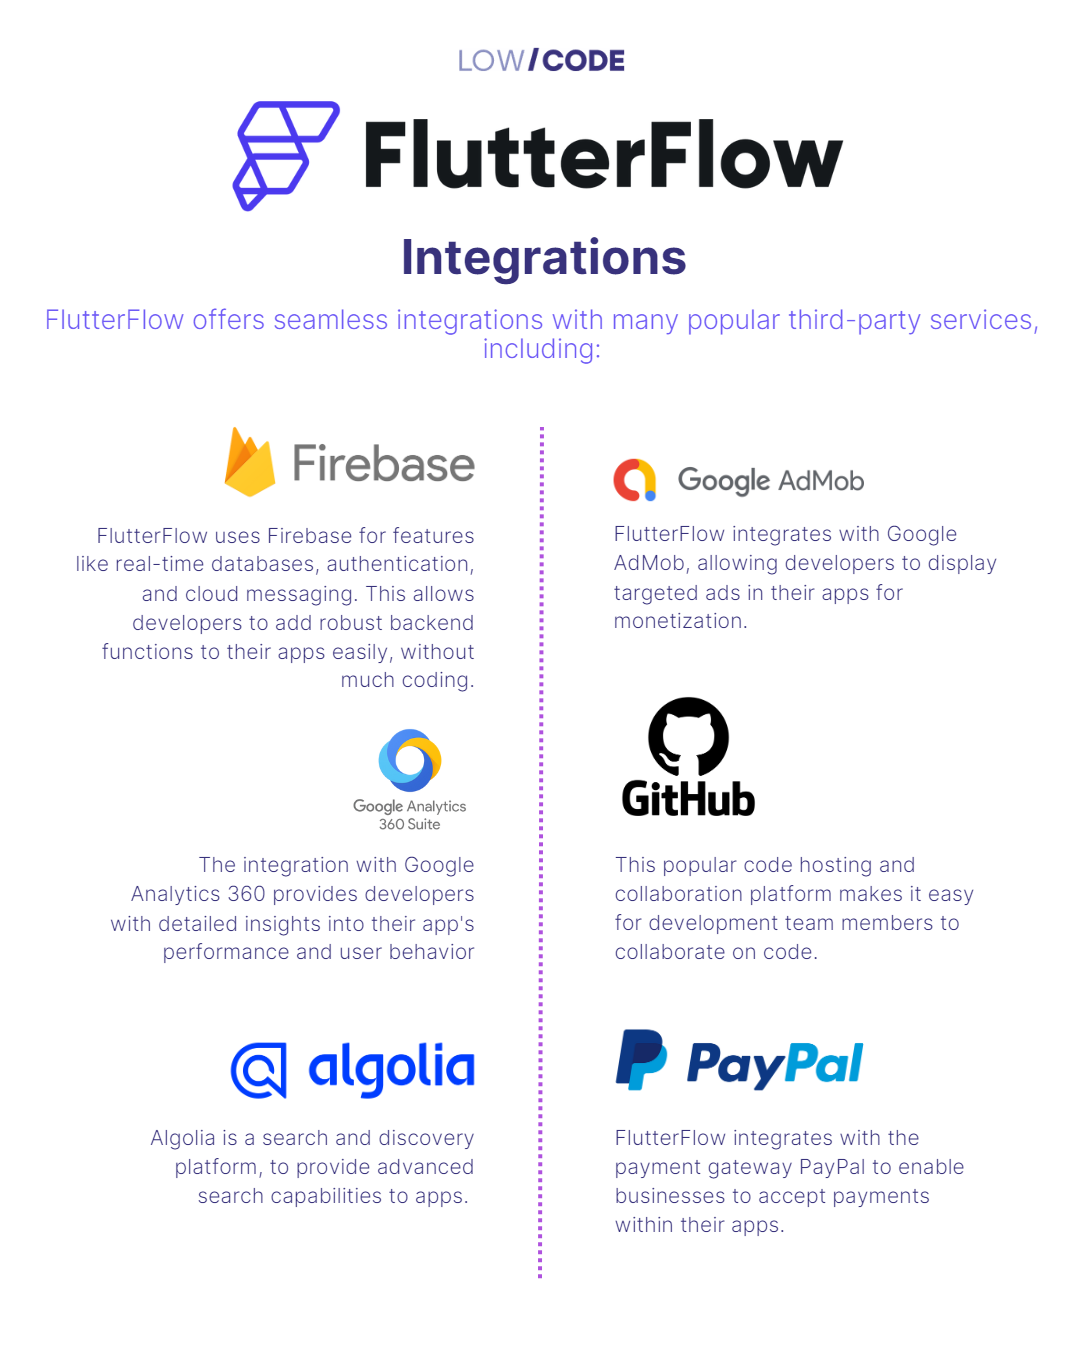 LOW/CODE
FlutterFlow
Integrations
FlutterFlow offers seamless integrations with many popular third-party services,
including:
Firebase
FlutterFlow uses Firebase for features
like real-time databases, authentication,
and cloud messaging. This allows
developers to add robust backend
functions to their apps easily, without
much coding.
Google Analytics
360 Suite
The integration with Google
Analytics 360 provides developers
with detailed insights into their app's
performance and user behavior
algolia
Algolia is a search and discovery
platform, to provide advanced
search capabilities to apps.
Google AdMob
FlutterFlow integrates with Google
AdMob, allowing developers to display
targeted ads in their apps for
monetization.
GitHub
This popular code hosting and
collaboration platform makes it easy
for development team members to
collaborate on code.
PayPal
FlutterFlow integrates with the
payment gateway PayPal to enable
businesses to accept payments
within their apps.